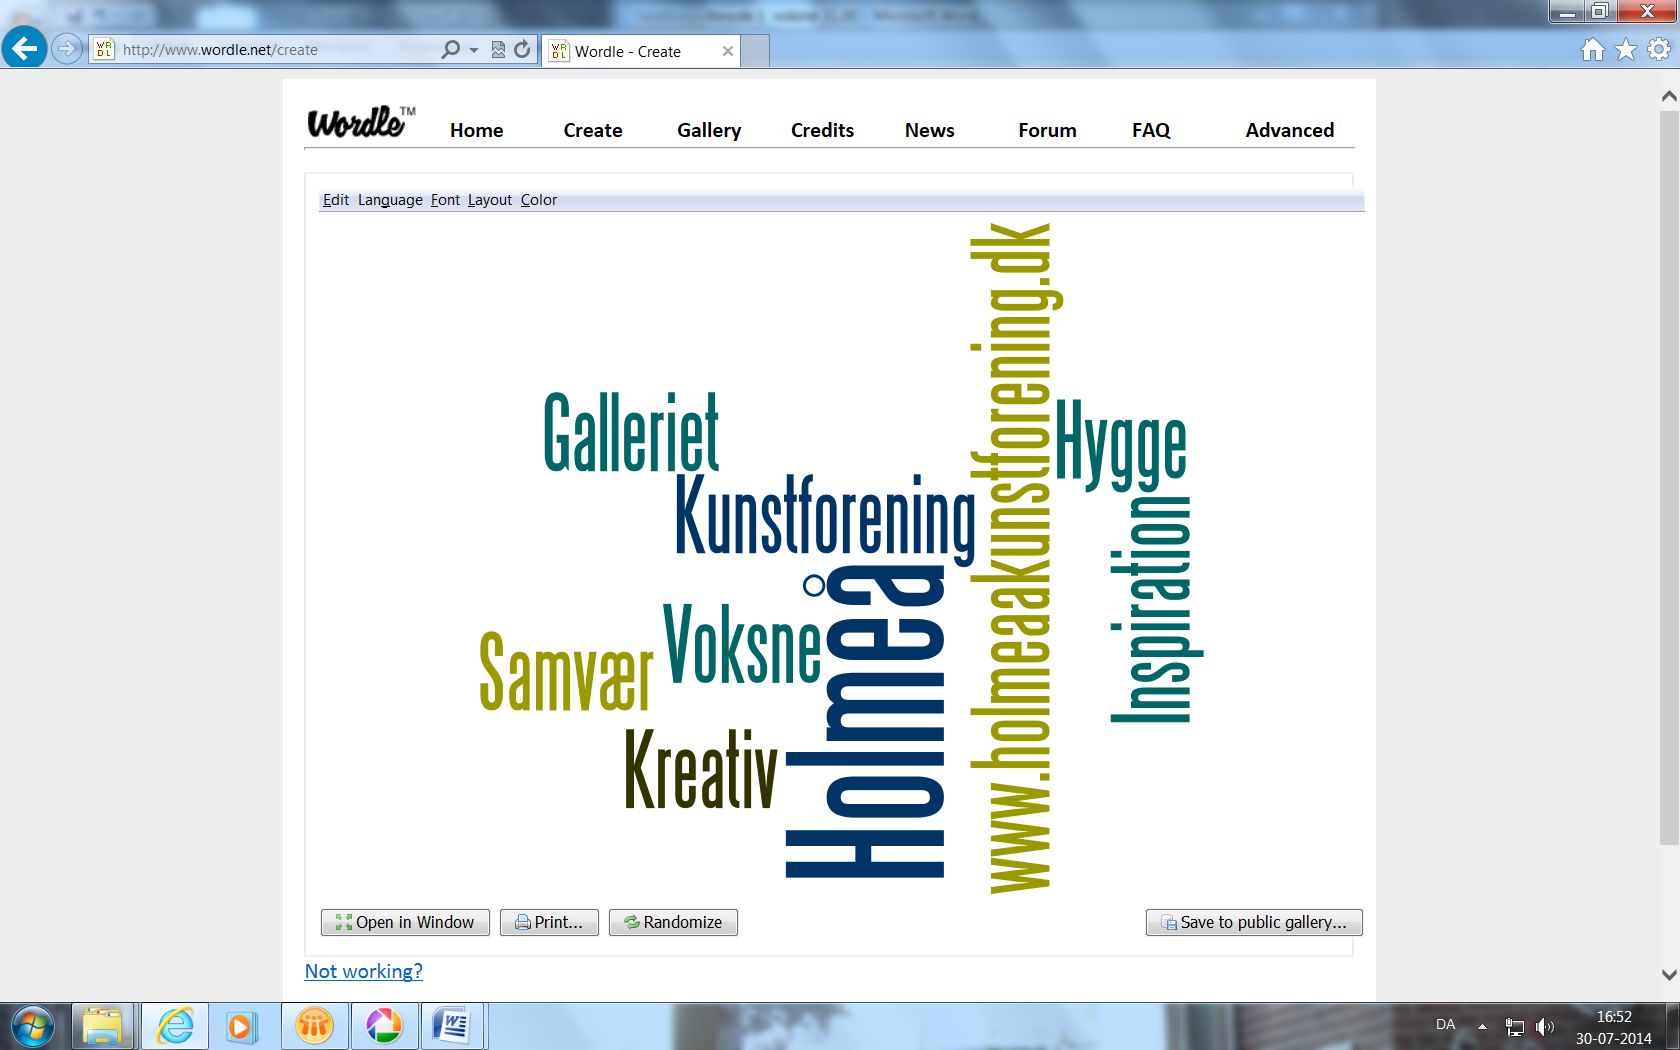 http://www.wordle.net/create
Wordle - Create
Wordle™
Home Create Gallery Credits News Forum FAQ Advanced
Edit Language Font Layout Color
www.holmeaakunstforening.dk
Galleriet
Hygge
Kunstforening
Inspiration
Holmeå
Voksne
Samvær
Kreativ
Open in Window
Print...
Randomize
Save to public gallery...
Not working?
DA
16:52
30-07-2014